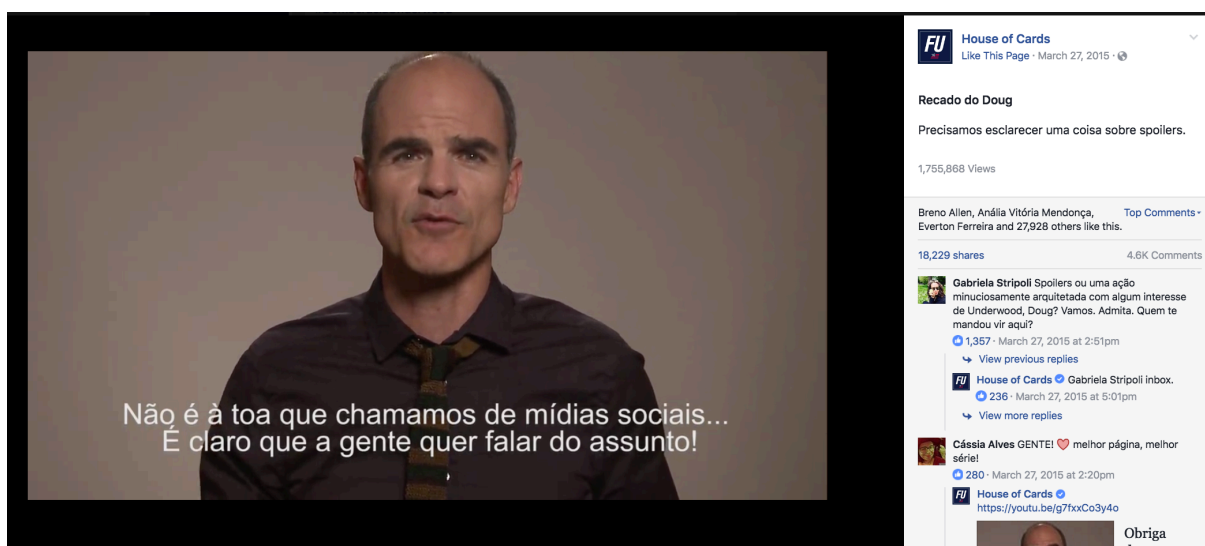 Não é à toa que chamamos de mídias sociais...
É claro que a gente quer falar do assunto!
FU
House of Cards
Like This Page · March 27, 2015 ·
Recado do Doug
Precisamos esclarecer uma coisa sobre spoilers.
1,755,868 Views
Breno Allen, Anália Vitória Mendonça,
Everton Ferreira and 27,928 others like this.
Top Comments
18,229 shares
4.6K Comments
Gabriela Stripoli Spoilers ou uma ação
minuciosamente arquitetada com algum interesse
de Underwood, Doug? Vamos. Admita. Quem te
mandou vir aqui?
1,357 · March 27, 2015 at 2:51pm
View previous replies
FU
House of Cards Gabriela Stripoli inbox.
236 · March 27, 2015 at 5:01pm
View more replies
Cássia Alves GENTE! ❤ melhor página, melhor
série!
280 · March 27, 2015 at 2:20pm
FU
House of Cards
https://youtu.be/g7fxxCo3y4o
Obriga